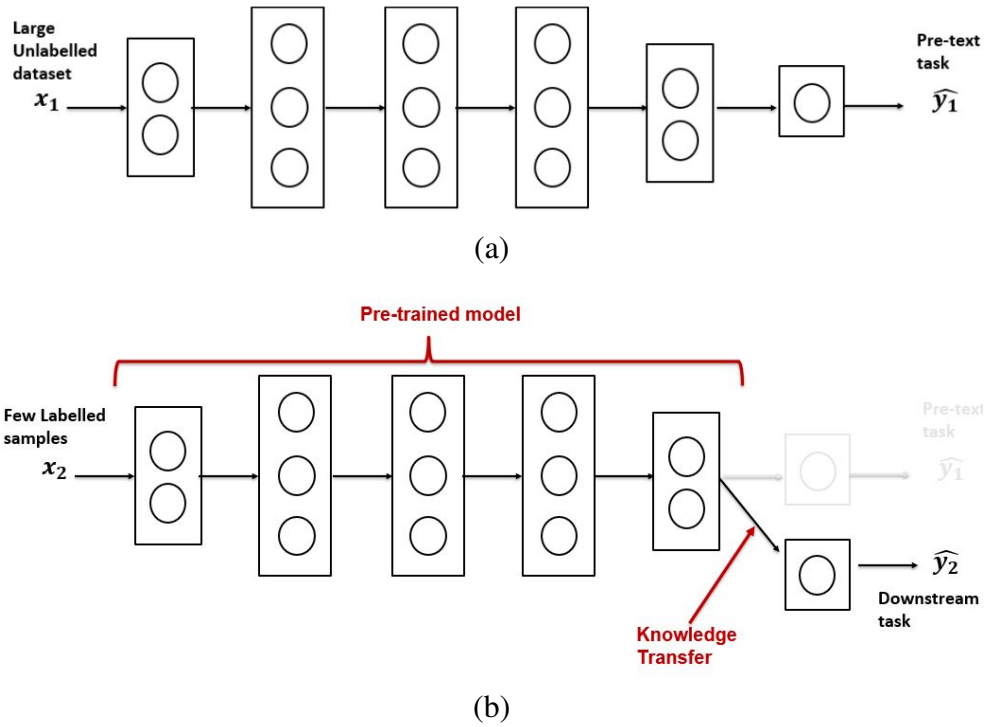 Large
Unlabelled
dataset
x₁
Pre-text
task
ŷ₁
(a)
Pre-trained model
Few Labelled
samples
x₂
Pre-text
task
ŷ₁
ŷ₂
Downstream
task
Knowledge
Transfer
(b)